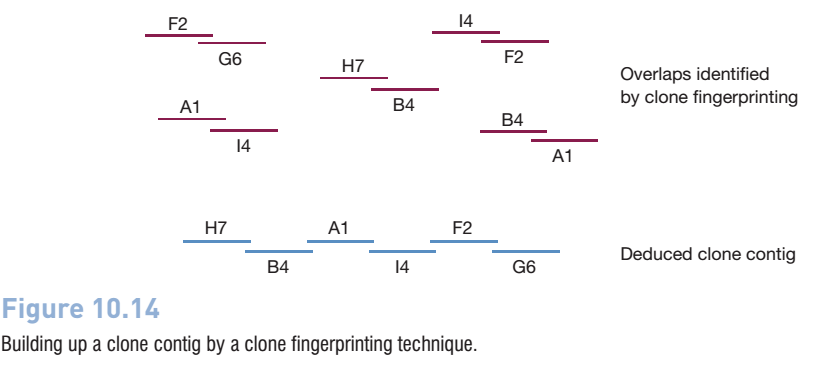 F2
G6
I4
F2
H7
B4
Overlaps identified
by clone fingerprinting
A1
I4
B4
A1
H7
B4
A1
I4
F2
G6
Deduced clone contig
Figure 10.14
Building up a clone contig by a clone fingerprinting technique.